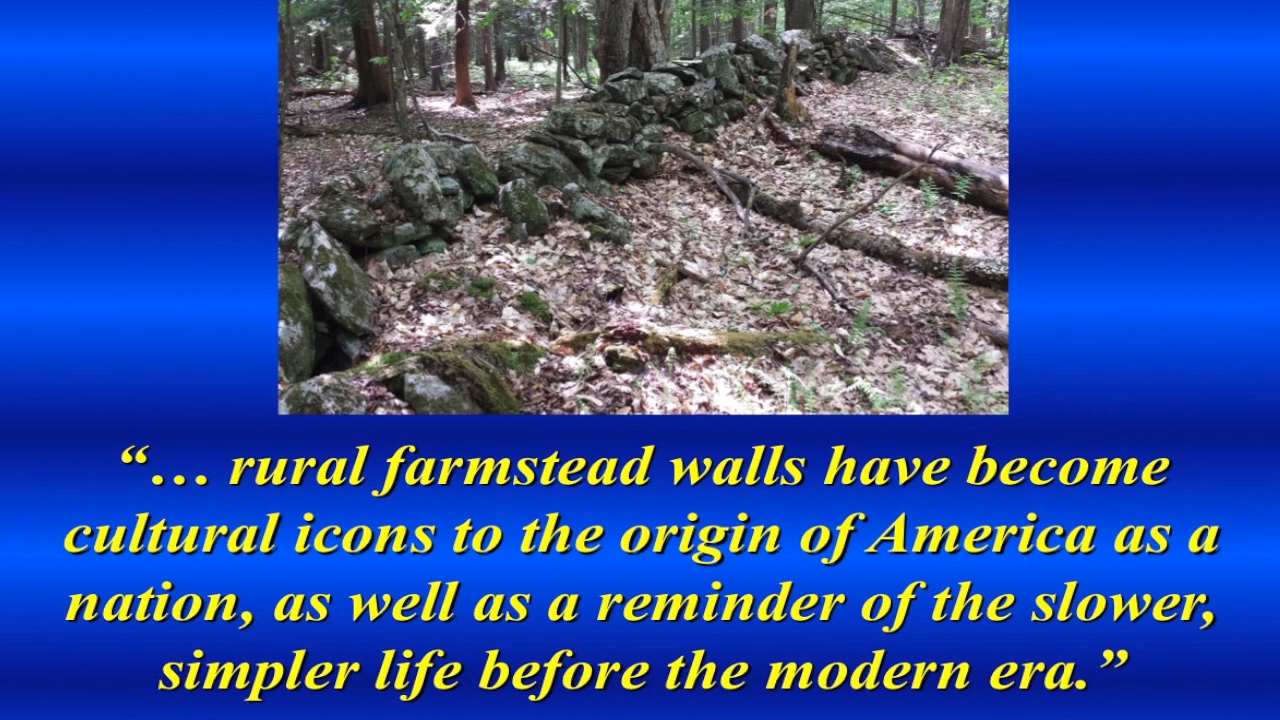 “… rural farmstead walls have become
cultural icons to the origin of America as a
nation, as well as a reminder of the slower,
simpler life before the modern era.”